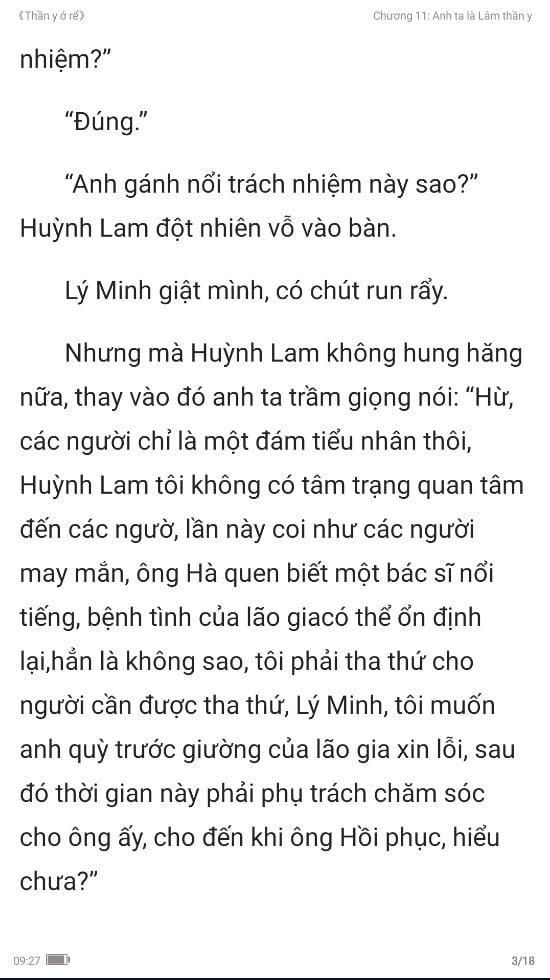 《Thần y ở rể》
Chương 11: Anh ta là Lâm thần y
nhiệm?”
“Đúng.”
“Anh gánh nổi trách nhiệm này sao?”
Huỳnh Lam đột nhiên vỗ vào bàn.
Lý Minh giật mình, có chút run rẩy.
Nhưng mà Huỳnh Lam không hung hăng
nữa, thay vào đó anh ta trầm giọng nói: “Hừ,
các người chỉ là một đám tiểu nhân thôi,
Huỳnh Lam tôi không có tâm trạng quan tâm
đến các ngườ, lần này coi như các người
may mắn, ông Hà quen biết một bác sĩ nổi
tiếng, bệnh tình của lão giacó thể ổn định
lại,hẳn là không sao, tôi phải tha thứ cho
người cần được tha thứ, Lý Minh, tôi muốn
anh quỳ trước giường của lão gia xin lỗi, sau
đó thời gian này phải phụ trách chăm sóc
cho ông ấy, cho đến khi ông Hồi phục, hiểu
chưa?”
09:27
3/18